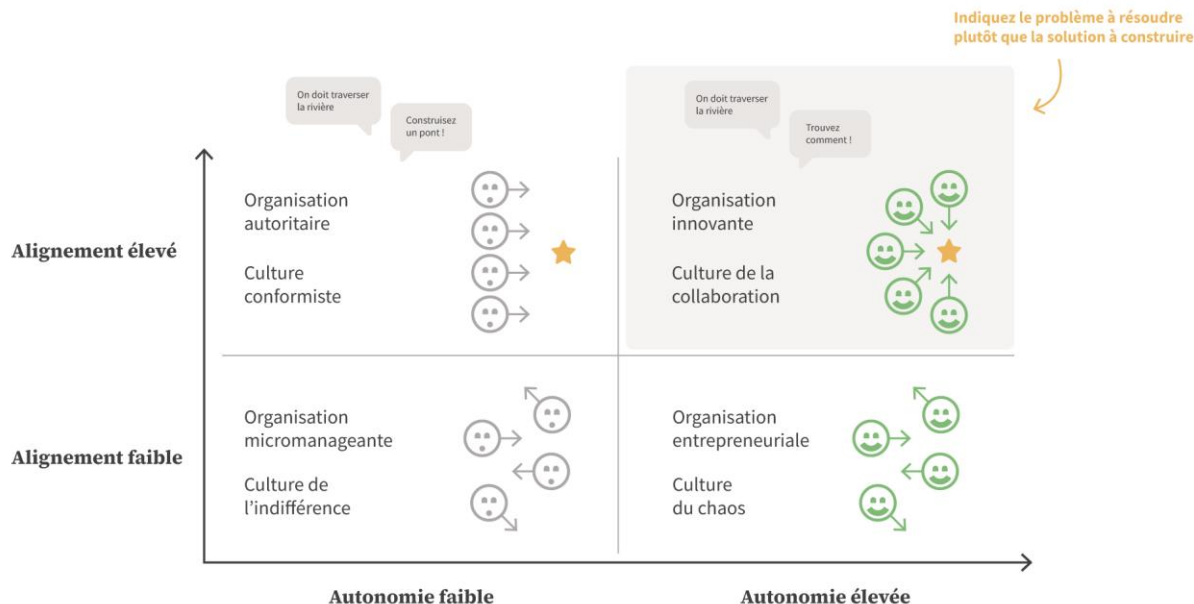 Indiquez le problème à résoudre
plutôt que la solution à construire
On doit traverser
la rivière
Construisez
un pont !
On doit traverser
la rivière
Trouvez
comment !
Alignement élevé
Organisation
autoritaire
Culture
conformiste
Organisation
innovante
Culture de la
collaboration
Alignement faible
Organisation
micromanageante
Culture de
l'indifférence
Organisation
entrepreneuriale
Culture
du chaos
Autonomie faible
Autonomie élevée